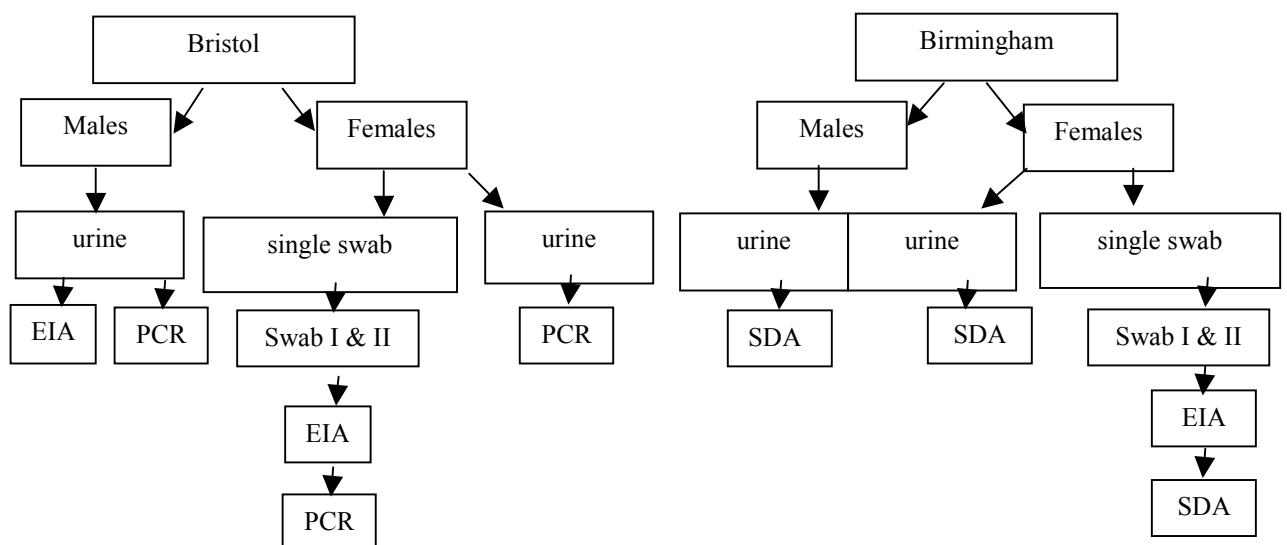 Bristol
Males
Females
urine
single swab
urine
EIA
PCR
Swab I & II
PCR
EIA
PCR
Birmingham
Males
Females
urine
urine
single swab
SDA
SDA
Swab I & II
EIA
SDA